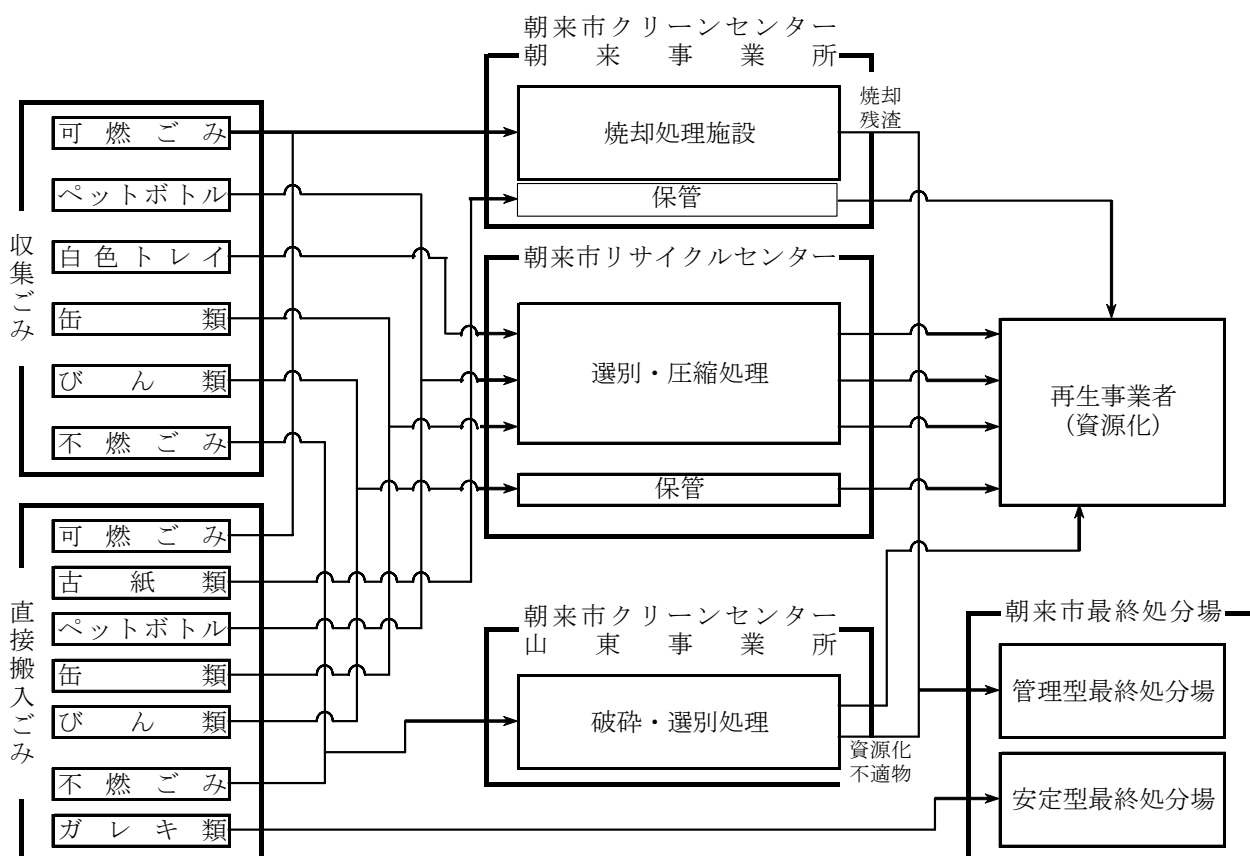 収集ごみ
可燃ごみ
ペットボトル
白色トレイ
缶類
びん類
不燃ごみ
直接搬入ごみ
可燃ごみ
古紙類
ペットボトル
缶類
びん類
不燃ごみ
ガレキ類
朝来市クリーンセンター
朝来事業所
焼却処理施設
保管
焼却
残渣
朝来市リサイクルセンター
選別・圧縮処理
保管
朝来市クリーンセンター
山東事業所
破砕・選別処理
資源化
不適物
再生事業者
(資源化)
朝来市最終処分場
管理型最終処分場
安定型最終処分場